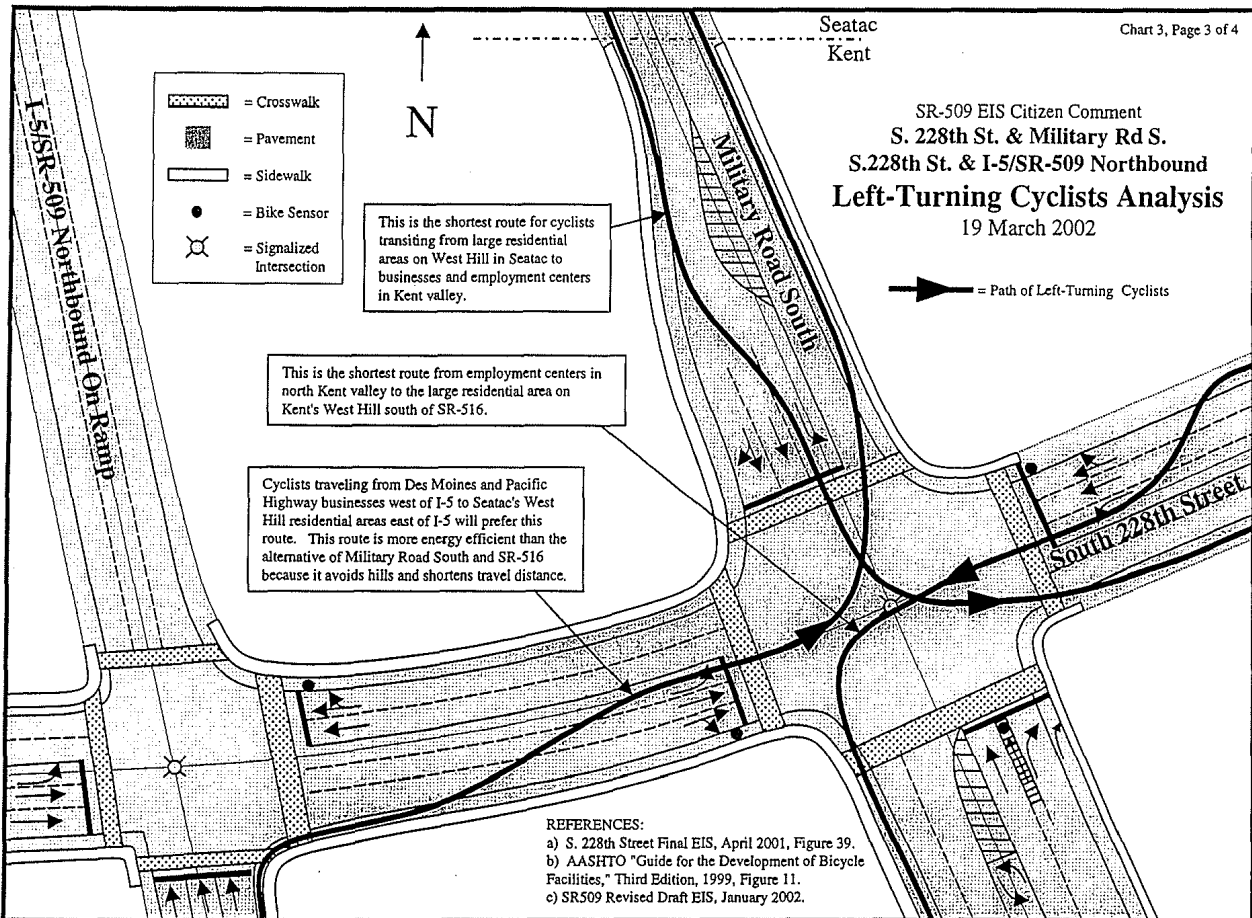 Chart 3, Page 3 of 4
Seatac
Kent
N
SR-509 EIS Citizen Comment
S. 228th St. & Military Rd S.
S.228th St. & I-5/SR-509 Northbound
Left-Turning Cyclists Analysis
19 March 2002
= Path of Left-Turning Cyclists
= Crosswalk
= Pavement
= Sidewalk
= Bike Sensor
= Signalized
Intersection
I-5/SR-509 Northbound On Ramp
Military Road South
This is the shortest route for cyclists
transiting from large residential
areas on West Hill in Seatac to
businesses and employment centers
in Kent valley.
This is the shortest route from employment centers in
north Kent valley to the large residential area on
Kent's West Hill south of SR-516.
Cyclists traveling from Des Moines and Pacific
Highway businesses west of I-5 to Seatac's West
Hill residential areas east of I-5 will prefer this
route. This route is more energy efficient than the
alternative of Military Road South and SR-516
because it avoids hills and shortens travel distance.
South 228th Street
REFERENCES:
a) S. 228th Street Final EIS, April 2001, Figure 39.
b) AASHTO "Guide for the Development of Bicycle
Facilities," Third Edition, 1999, Figure 11.
c) SR509 Revised Draft EIS, January 2002.